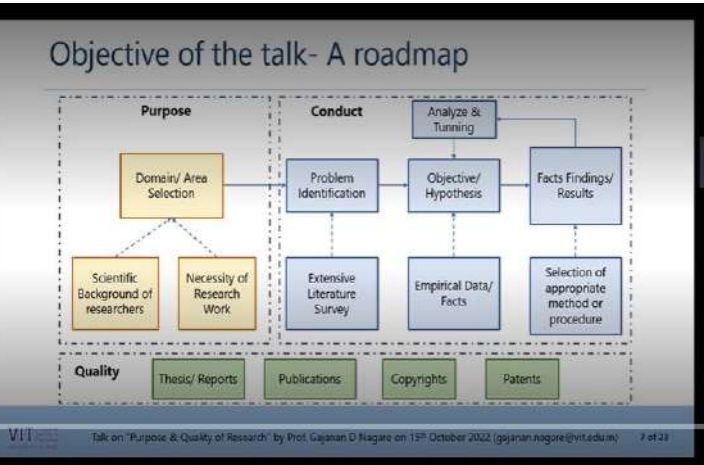 Objective of the talk- A roadmap
Purpose
Conduct
Analyze &
Tunning
Domain/ Area
Selection
Problem
Identification
Objective/
Hypothesis
Facts Findings/
Results
Scientific
Background of
researchers
Necessity of
Research
Work
Extensive
Literature
Survey
Empirical Data/
Facts
Selection of
appropriate
method or
procedure
Quality
Thesis/ Reports
Publications
Copyrights
Patents
VIT
Talk on "Purpose & Quality of Research" by Prof. Gajanan D Nagare on 15th October 2022 (gajanan.nagare@vit.edu.in)
7 of 23